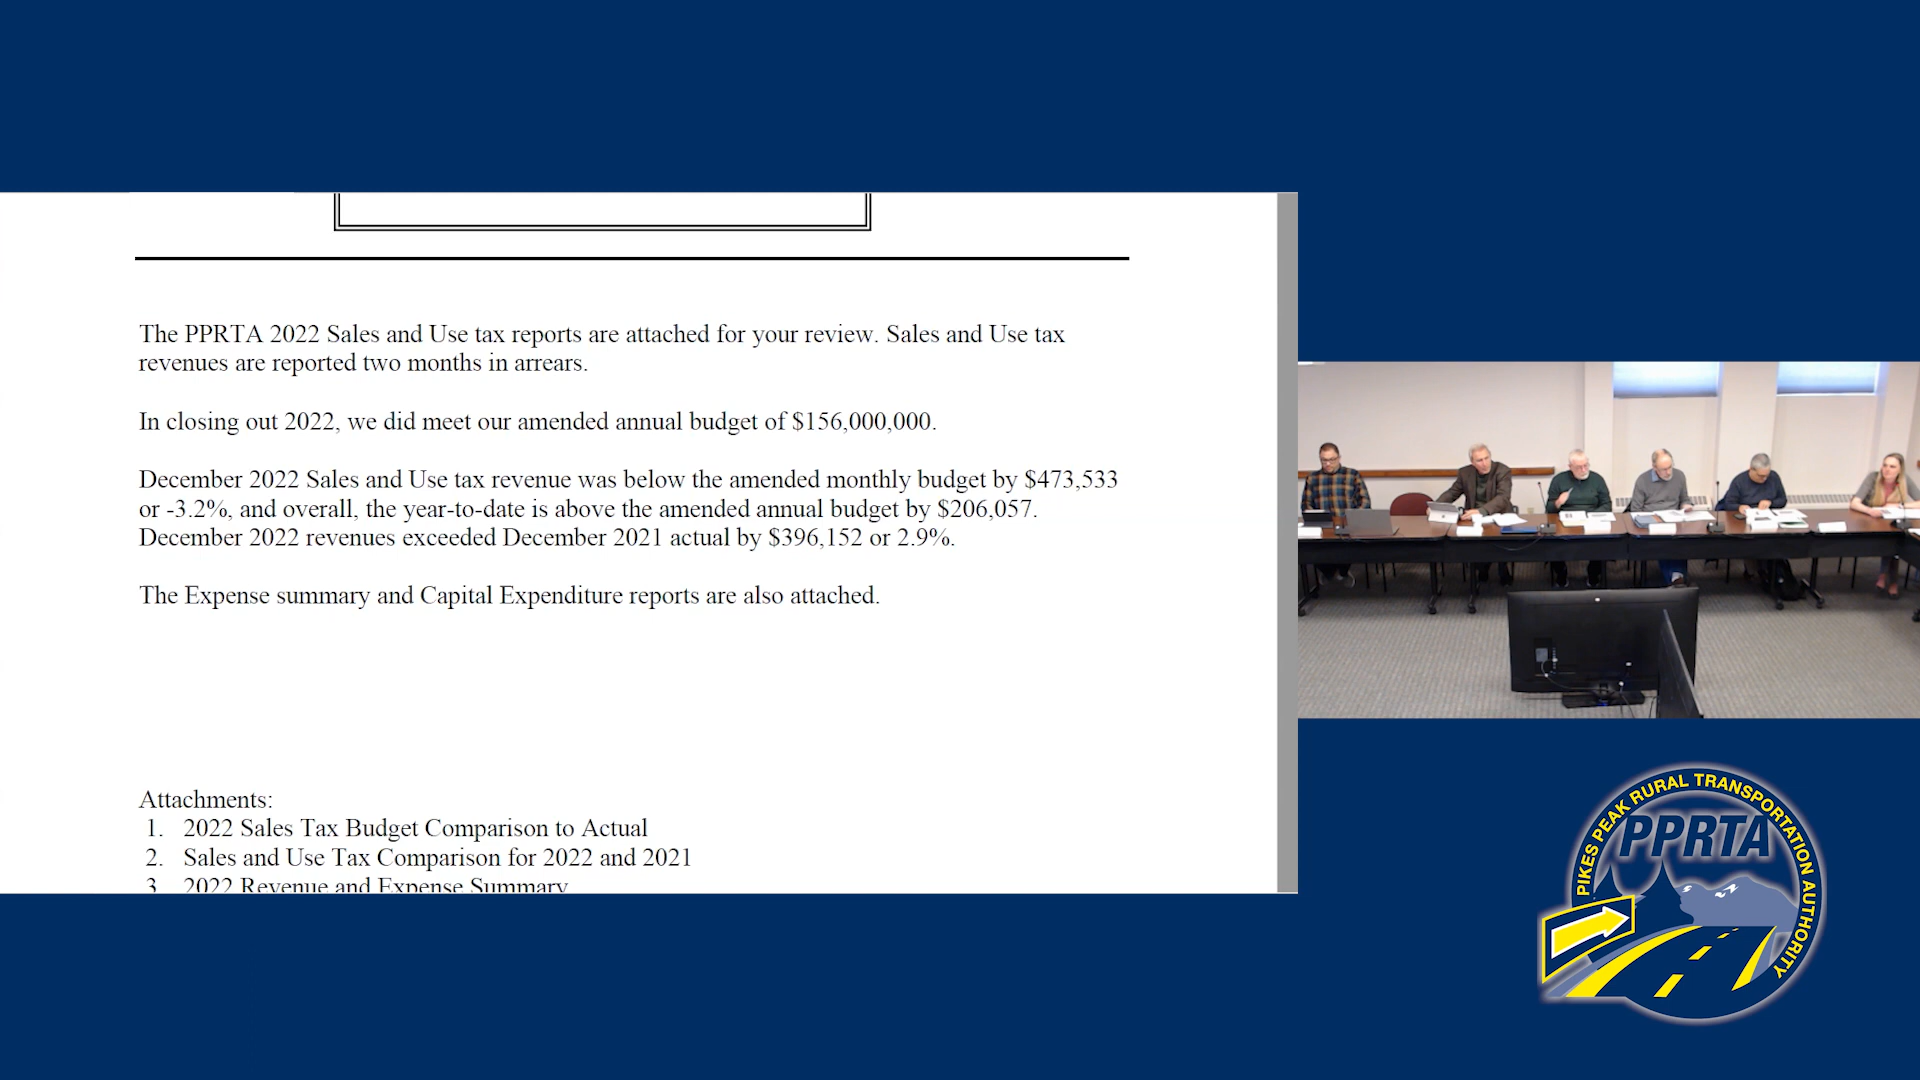 The PPRTA 2022 Sales and Use tax reports are attached for your review. Sales and Use tax
revenues are reported two months in arrears.
In closing out 2022, we did meet our amended annual budget of $156,000,000.
December 2022 Sales and Use tax revenue was below the amended monthly budget by $473,533
or -3.2%, and overall, the year-to-date is above the amended annual budget by $206,057.
December 2022 revenues exceeded December 2021 actual by $396,152 or 2.9%.
The Expense summary and Capital Expenditure reports are also attached.
Attachments:
1. 2022 Sales Tax Budget Comparison to Actual
2. Sales and Use Tax Comparison for 2022 and 2021
3. 2022 Revenue and Expense Summary
PIKES PEAK RURAL TRANSPORTATION AUTHORITY
PPRTA